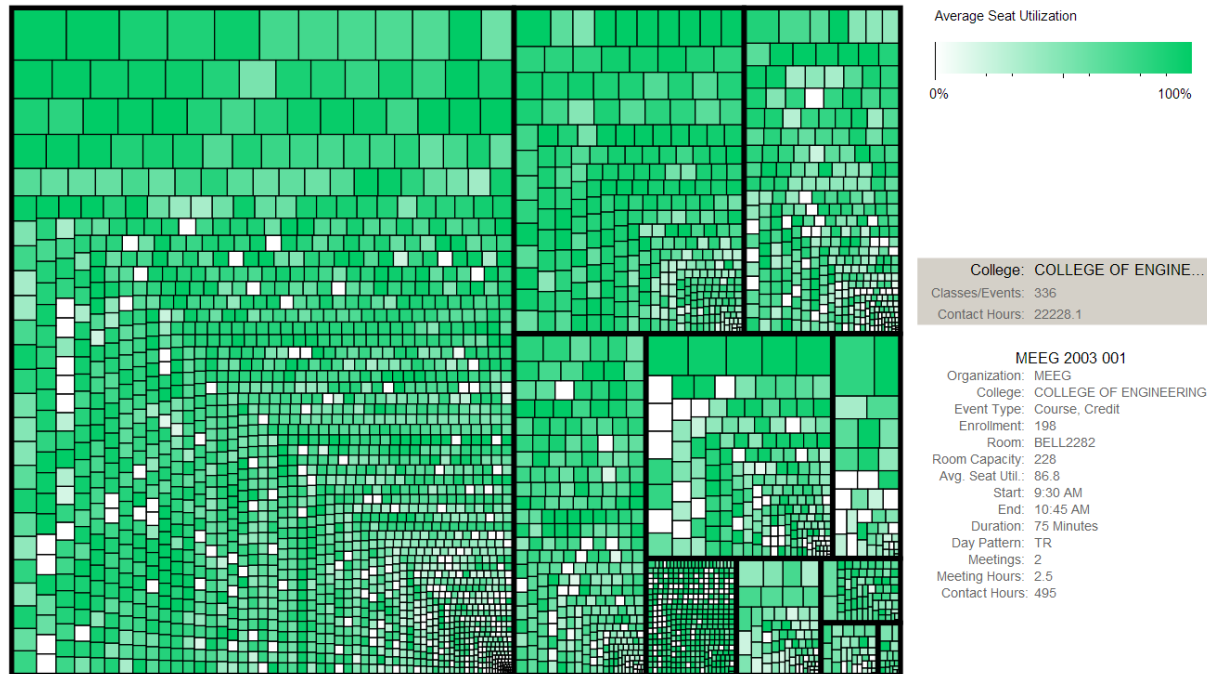 Average Seat Utilization
0% 100%
College: COLLEGE OF ENGINE...
Classes/Events: 336
Contact Hours: 22228.1
MEEG 2003 001
Organization: MEEG
College: COLLEGE OF ENGINEERING
Event Type: Course, Credit
Enrollment: 198
Room: BELL2282
Room Capacity: 228
Avg. Seat Util.: 86.8
Start: 9:30 AM
End: 10:45 AM
Duration: 75 Minutes
Day Pattern: TR
Meetings: 2
Meeting Hours: 2.5
Contact Hours: 495